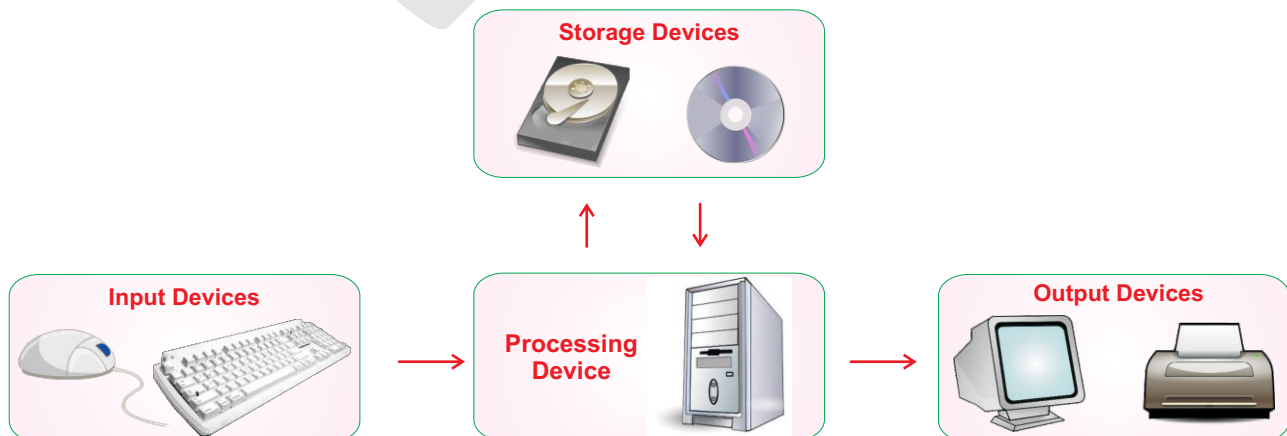 Storage Devices
Input Devices
Processing
Device
Output Devices